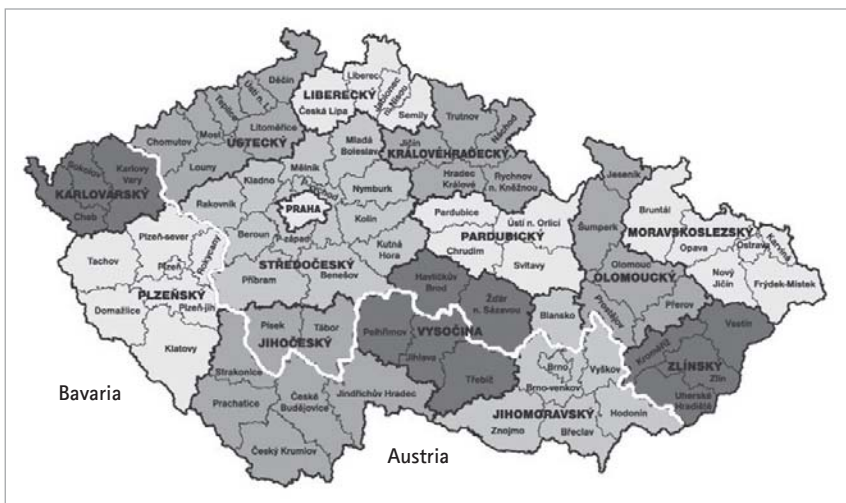 Děčín
Liberec
Ústí n. L.
Teplice
LIBERECKÝ
Jablonec
n. Nisou
Česká Lípa
Semily
Most
Litoměřice
Chomutov
ÚSTECKÝ
Trutnov
Náchod
Jičín
Mladá
Boleslav
KRÁLOVÉHRADECKÝ
Louny
Mělník
Sokolov
Karlovy
Vary
KARLOVARSKÝ
Cheb
Kladno
Hradec
Králové
Rychnov
n. Kněžnou
Jeseník
Rakovník
P-východ
Nymburk
PRAHA
Bruntál
Plzeň-sever
Beroun
P-západ
Kolín
Pardubice
Ústí n. Orlicí
Šumperk
MORAVSKOSLEZSKÝ
Karviná
Ostrava
Opava
Tachov
Rokycany
Plzeň
Kutná
Hora
PARDUBICKÝ
Chrudim
STŘEDOČESKÝ
Svitavy
Olomouc
OLOMOUCKÝ
Nový
Jičín
Frýdek-Místek
PLZEŇSKÝ
Příbram
Benešov
Havlíčkův
Brod
Domažlice
Plzeň-jih
Žďár
n. Sázavou
Prostějov
Přerov
Písek
Tábor
Pelhřimov
VYSOČINA
Blansko
Vsetín
JIHOČESKÝ
Klatovy
Jihlava
Kroměříž
ZLÍNSKÝ
Strakonice
Třebíč
Brno
Vyškov
Zlín
Bavaria
Prachatice
České
Budějovice
Jindřichův Hradec
Brno-venkov
Uherské
Hradiště
JIHOMORAVSKÝ
Hodonín
Znojmo
Břeclav
Český Krumlov
Austria